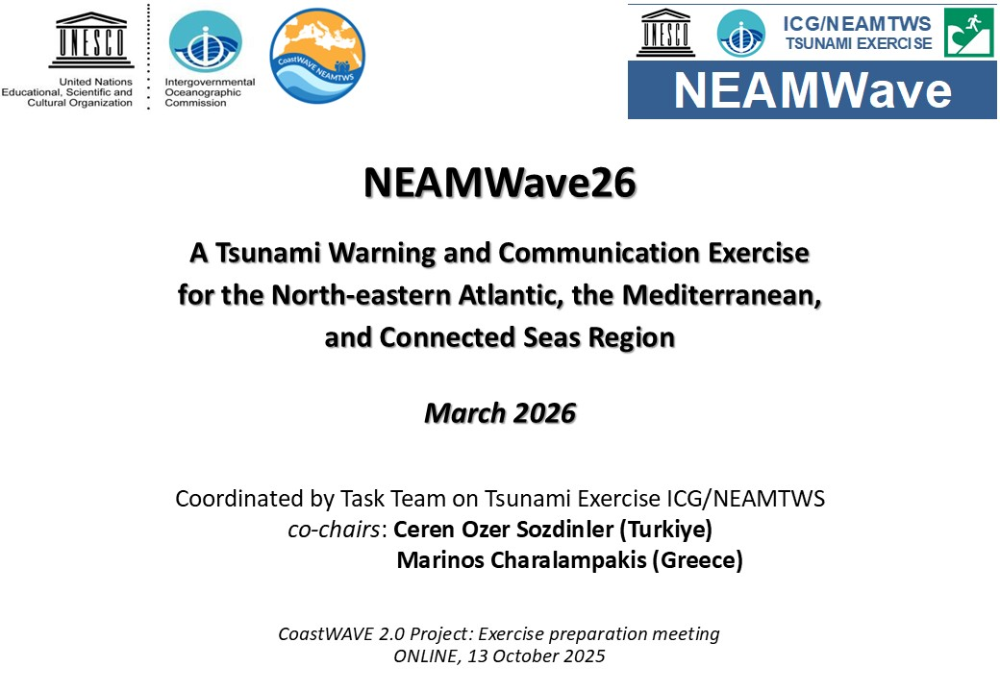 UNESCO
United Nations
Educational, Scientific and
Cultural Organization
Intergovernmental
Oceanographic
Commission
CoastWAVE NEAMTWS
UNESCO
ICG/NEAMTWS
TSUNAMI EXERCISE
NEAMWave
NEAMWave26
A Tsunami Warning and Communication Exercise
for the North-eastern Atlantic, the Mediterranean,
and Connected Seas Region
March 2026
Coordinated by Task Team on Tsunami Exercise ICG/NEAMTWS
co-chairs: Ceren Ozer Sozdinler (Turkiye)
Marinos Charalampakis (Greece)
CoastWAVE 2.0 Project: Exercise preparation meeting
ONLINE, 13 October 2025